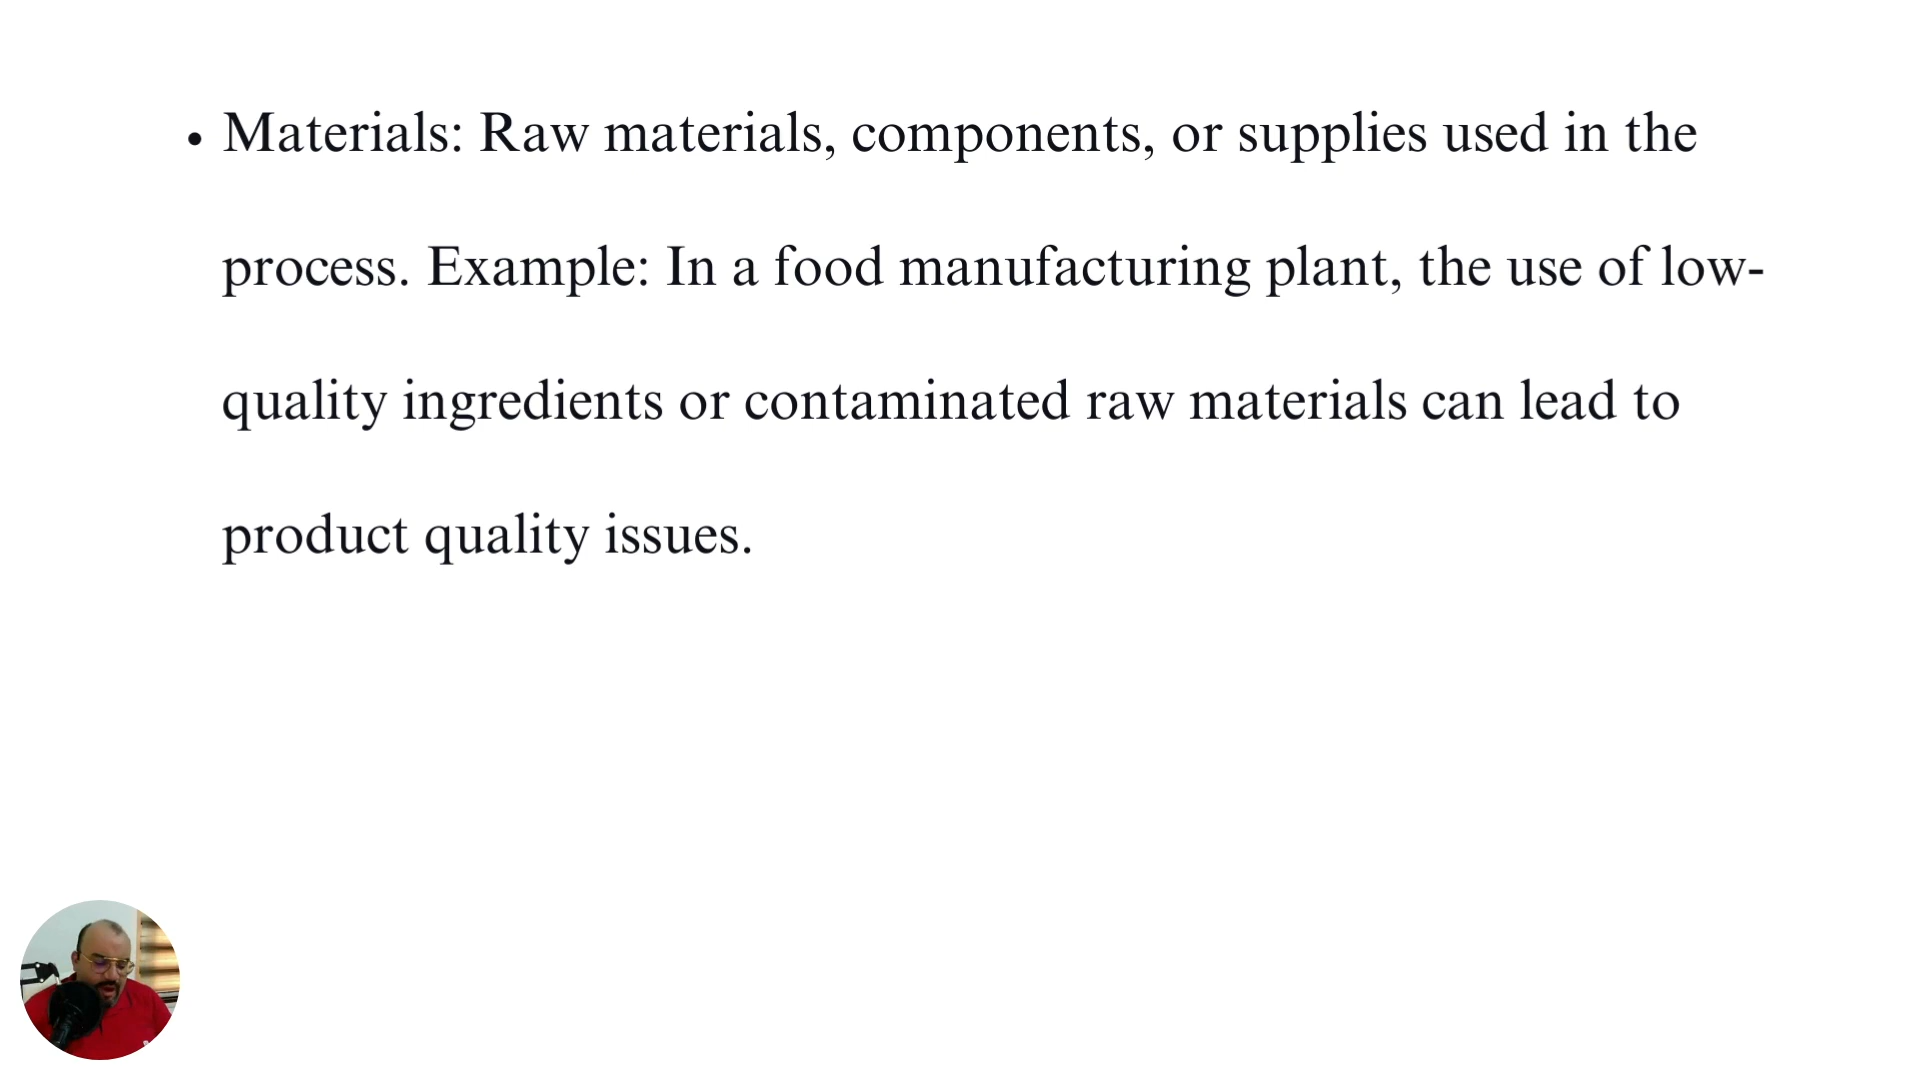 • Materials: Raw materials, components, or supplies used in the
process. Example: In a food manufacturing plant, the use of low-
quality ingredients or contaminated raw materials can lead to
product quality issues.